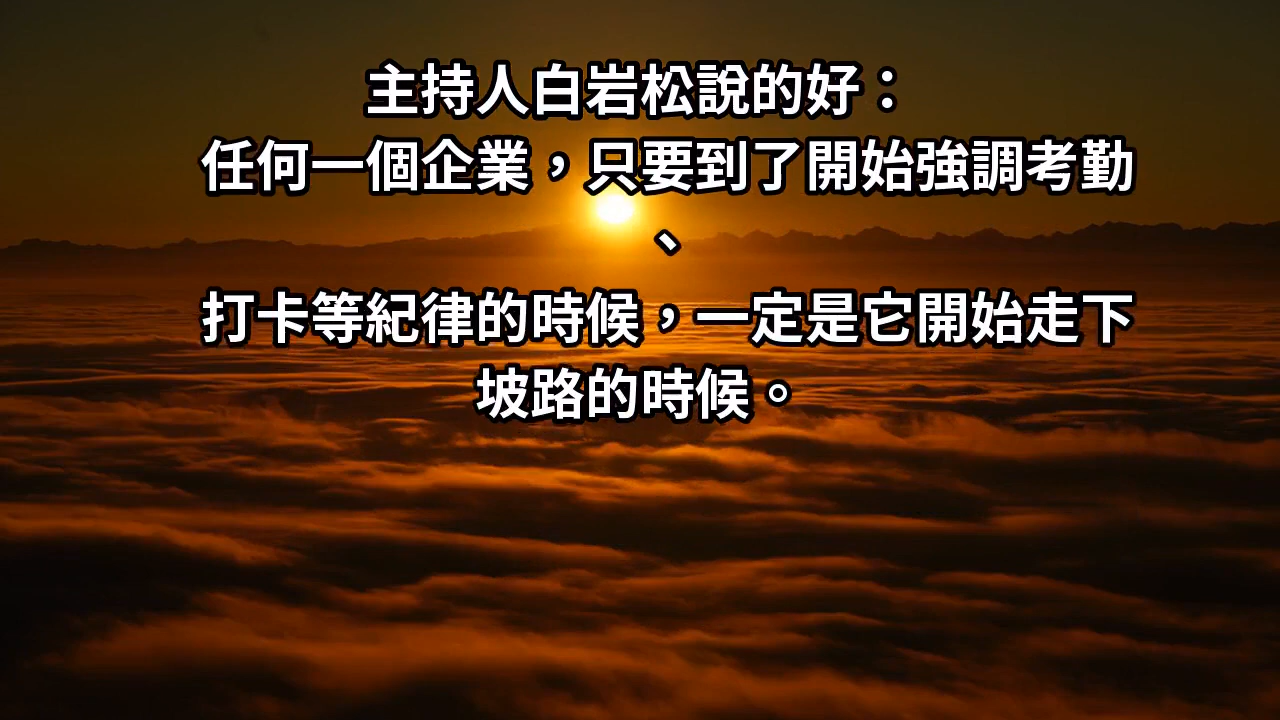 主持人白岩松說的好：
任何一個企業，只要到了開始強調考勤
、
打卡等紀律的時候，一定是它開始走下
坡路的時候。